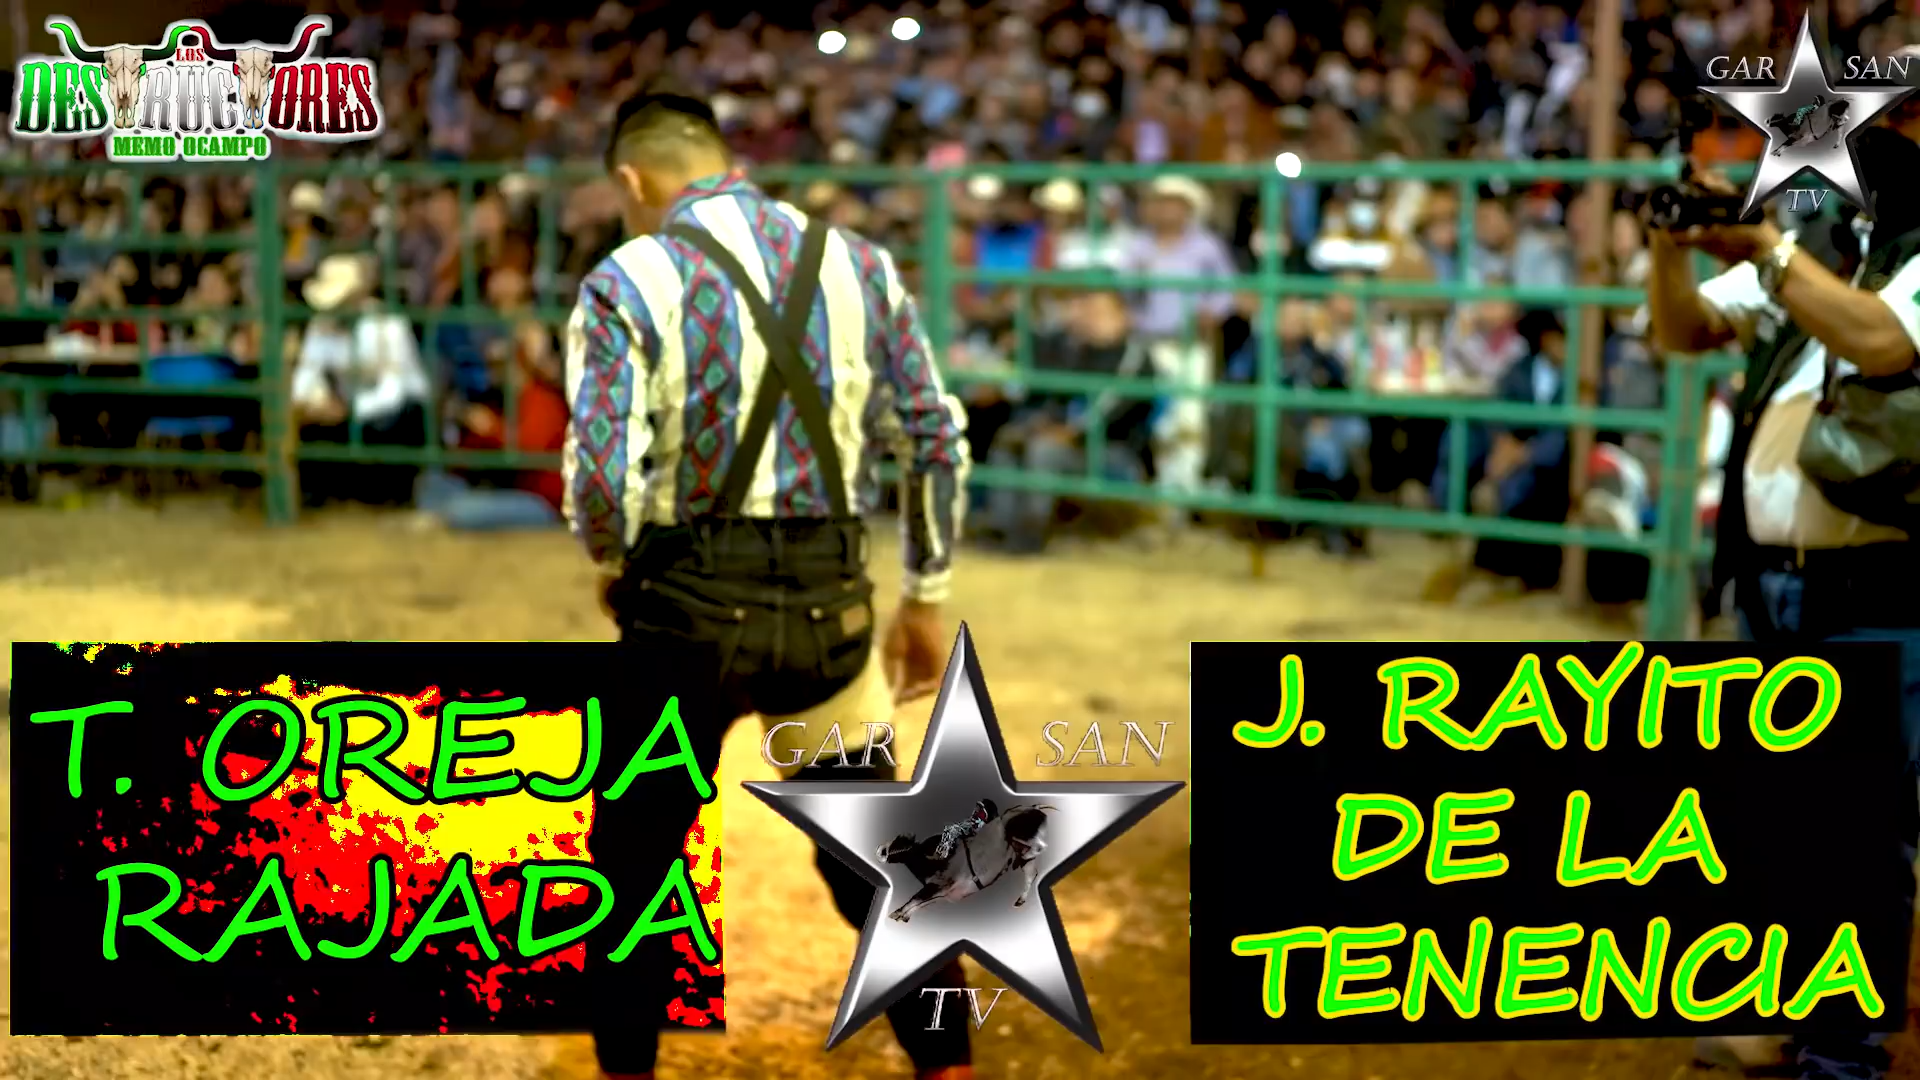 LOS
DESTRUCTORES
MEMO OCAMPO
GAR SAN
TV
T. OREJA
RAJADA
GAR SAN
TV
J. RAYITO
DE LA
TENENCIA